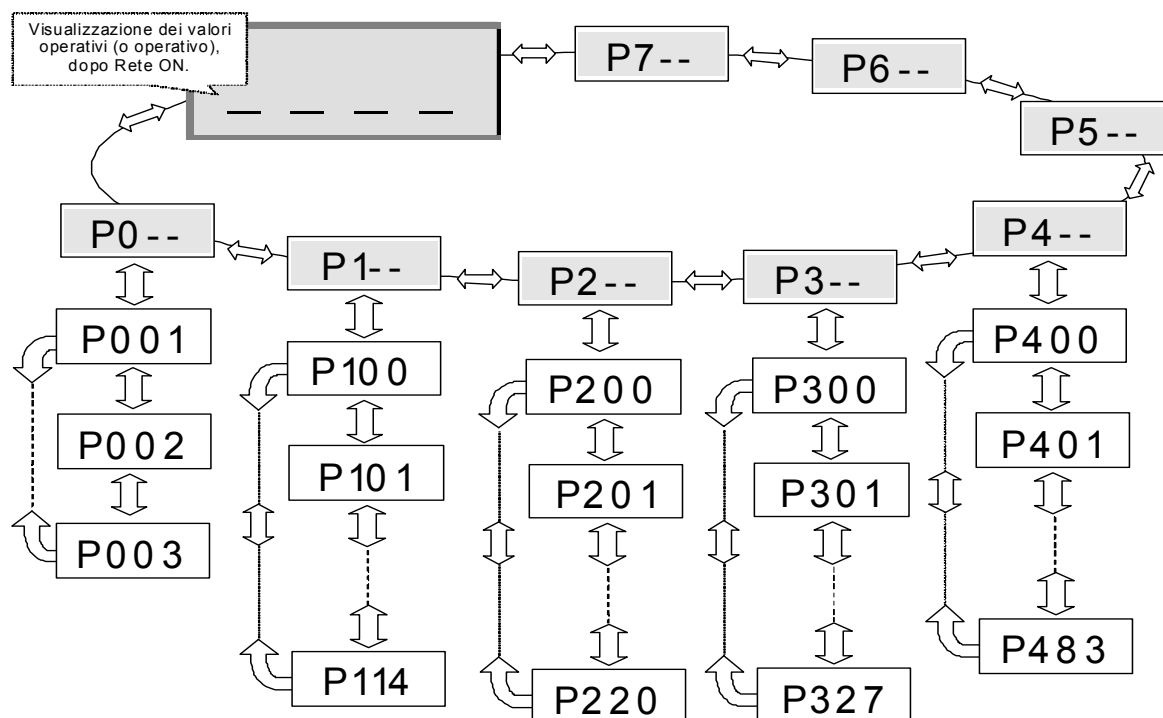 Visualizzazione dei valori
operativi (o operativo),
dopo Rete ON.
_ _ _ _
P7--
P6--
P5--
P0--
P1--
P2--
P3--
P4--
P001
P002
P003
P100
P101
P114
P200
P201
P220
P300
P301
P327
P400
P401
P483